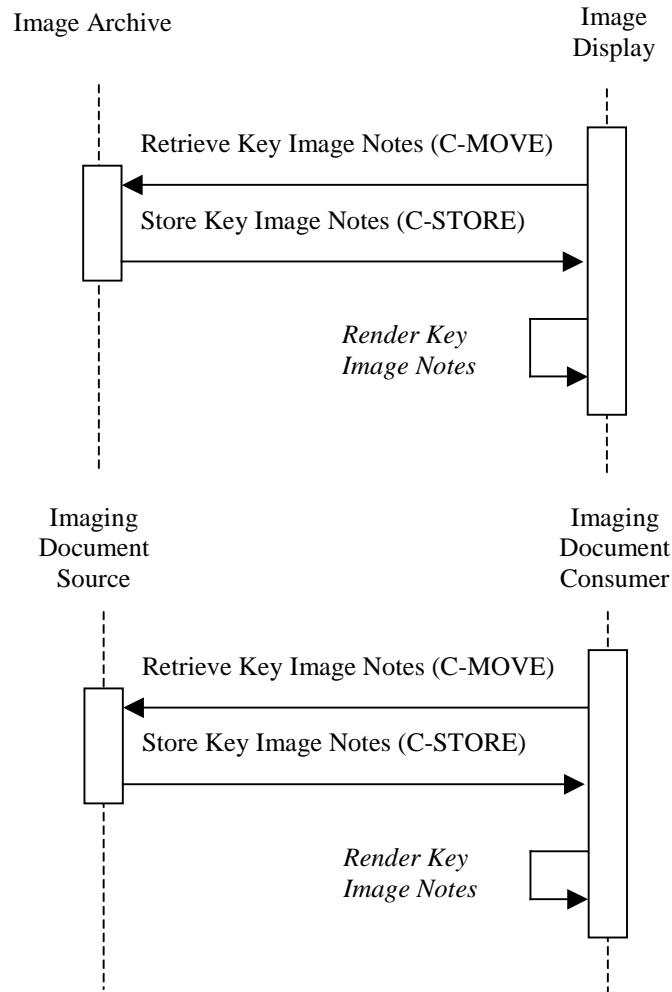 Image Archive
Image
Display
Retrieve Key Image Notes (C-MOVE)
Store Key Image Notes (C-STORE)
Render Key
Image Notes
Imaging
Document
Source
Imaging
Document
Consumer
Retrieve Key Image Notes (C-MOVE)
Store Key Image Notes (C-STORE)
Render Key
Image Notes